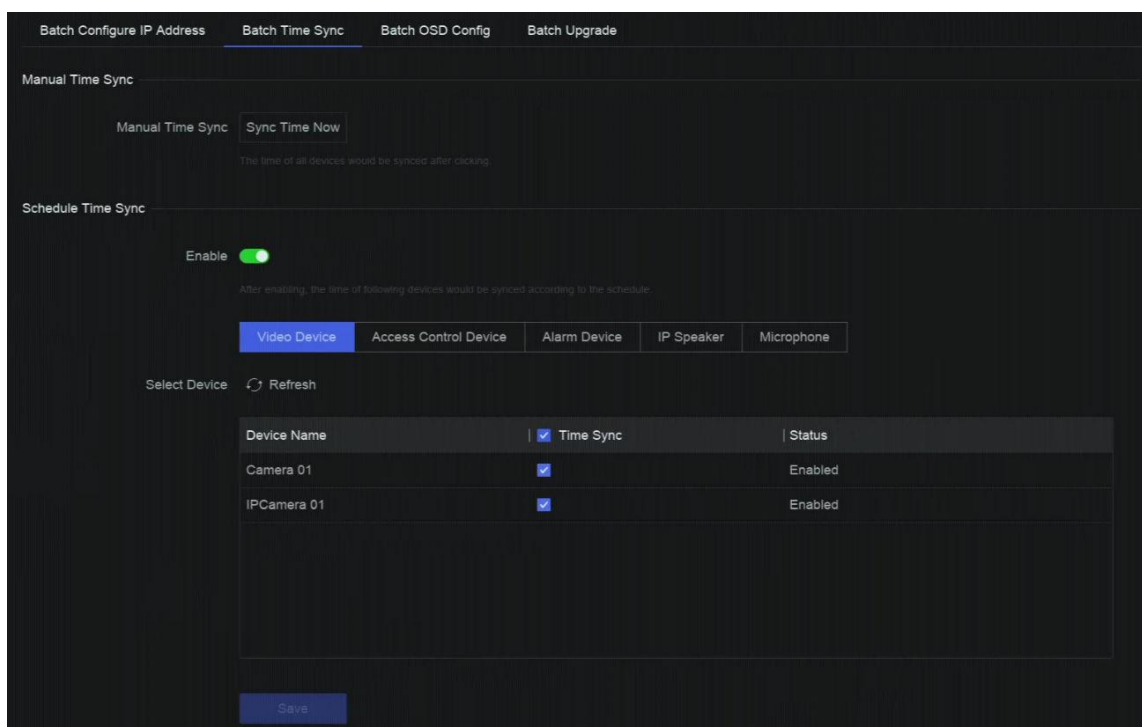 Batch Configure IP Address Batch Time Sync Batch OSD Config Batch Upgrade
Manual Time Sync
Manual Time Sync Sync Time Now
The time of all devices would be synced after clicking.
Schedule Time Sync
Enable
After enabling, the time of following devices would be synced according to the schedule.
Video Device Access Control Device Alarm Device IP Speaker Microphone
Select Device Refresh
Device Name Time Sync Status
Camera 01 Enabled
IPCamera 01 Enabled
Save